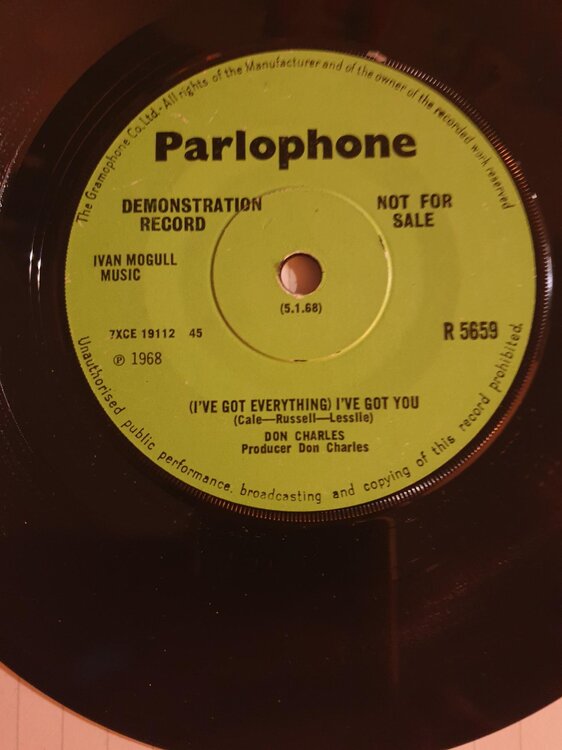 The Gramophone Co. Ltd.-All rights of the Manufacturer and of the owner of the recorded work reserved
Parlophone
DEMONSTRATION
RECORD
NOT FOR
SALE
IVAN MOGULL
MUSIC
(5.1.68)
7XCE 19112 45
R 5659
Ⓟ 1968
(I'VE GOT EVERYTHING) I'VE GOT YOU
(Cale—Russell—Lesslie)
DON CHARLES
Producer Don Charles
Unauthorised public performance, broadcasting and copying of this record prohibited.